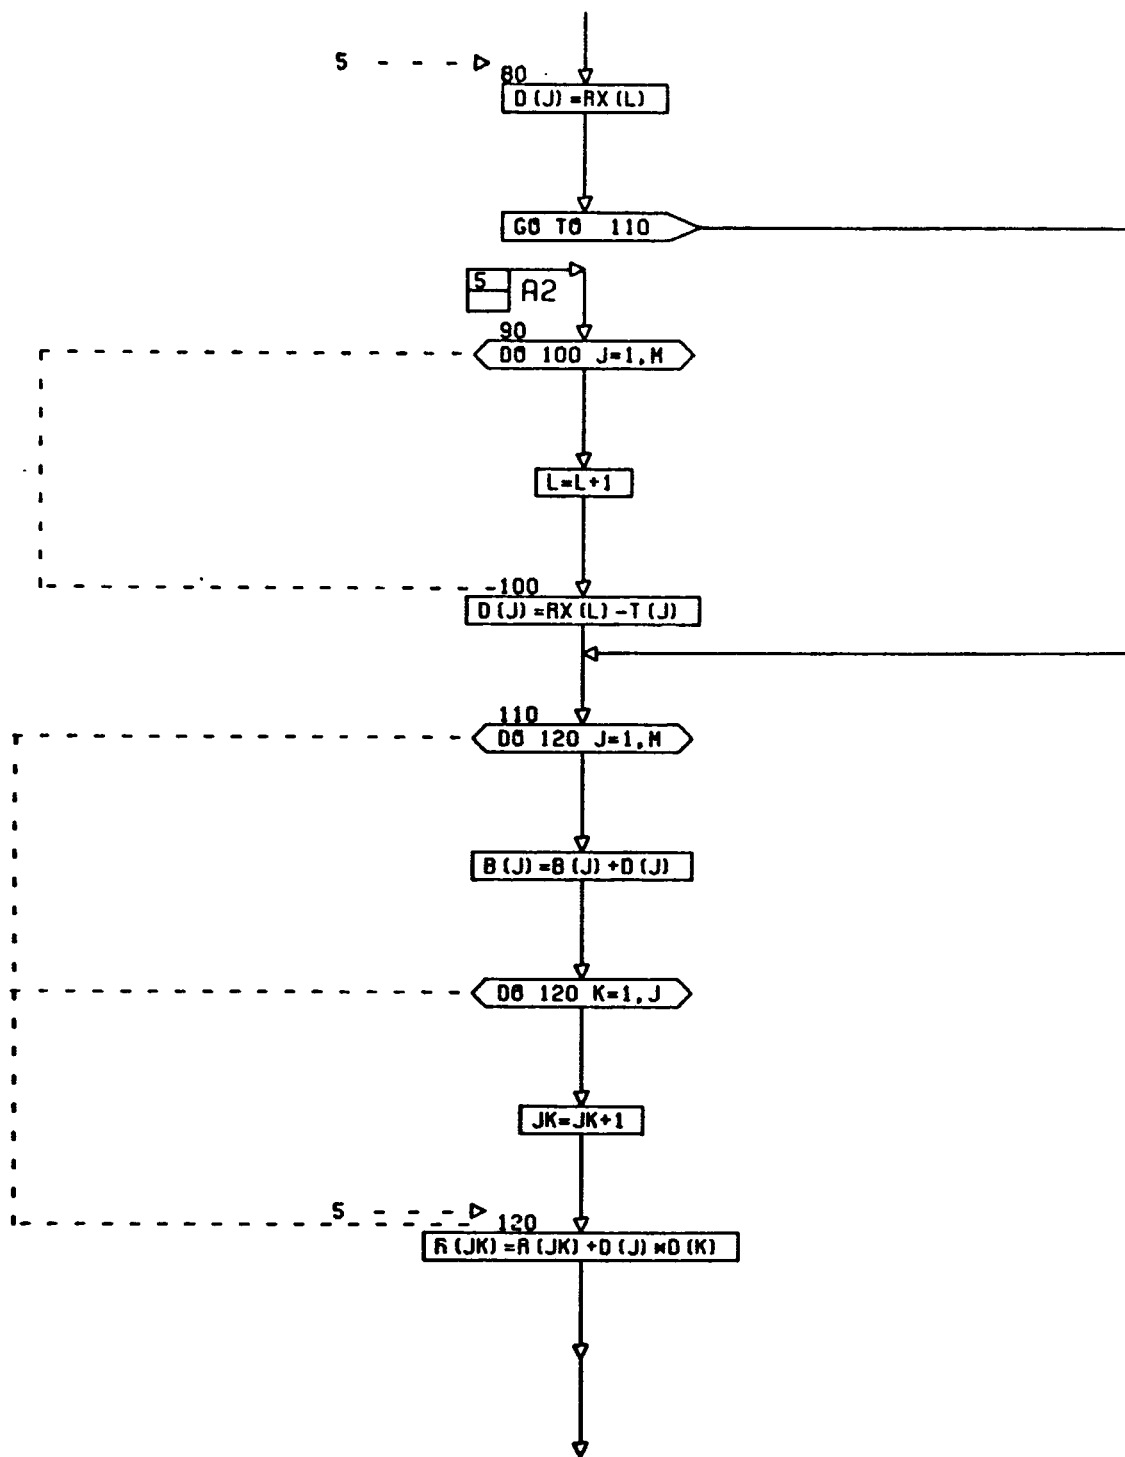 5
80
D(J)=RX(L)
GO TO 110
5
A2
90
DO 100 J=1,M
L=L+1
100
D(J)=RX(L)-T(J)
110
DO 120 J=1,M
B(J)=B(J)+D(J)
DO 120 K=1,J
JK=JK+1
5
120
R(JK)=R(JK)+D(J)*D(K)